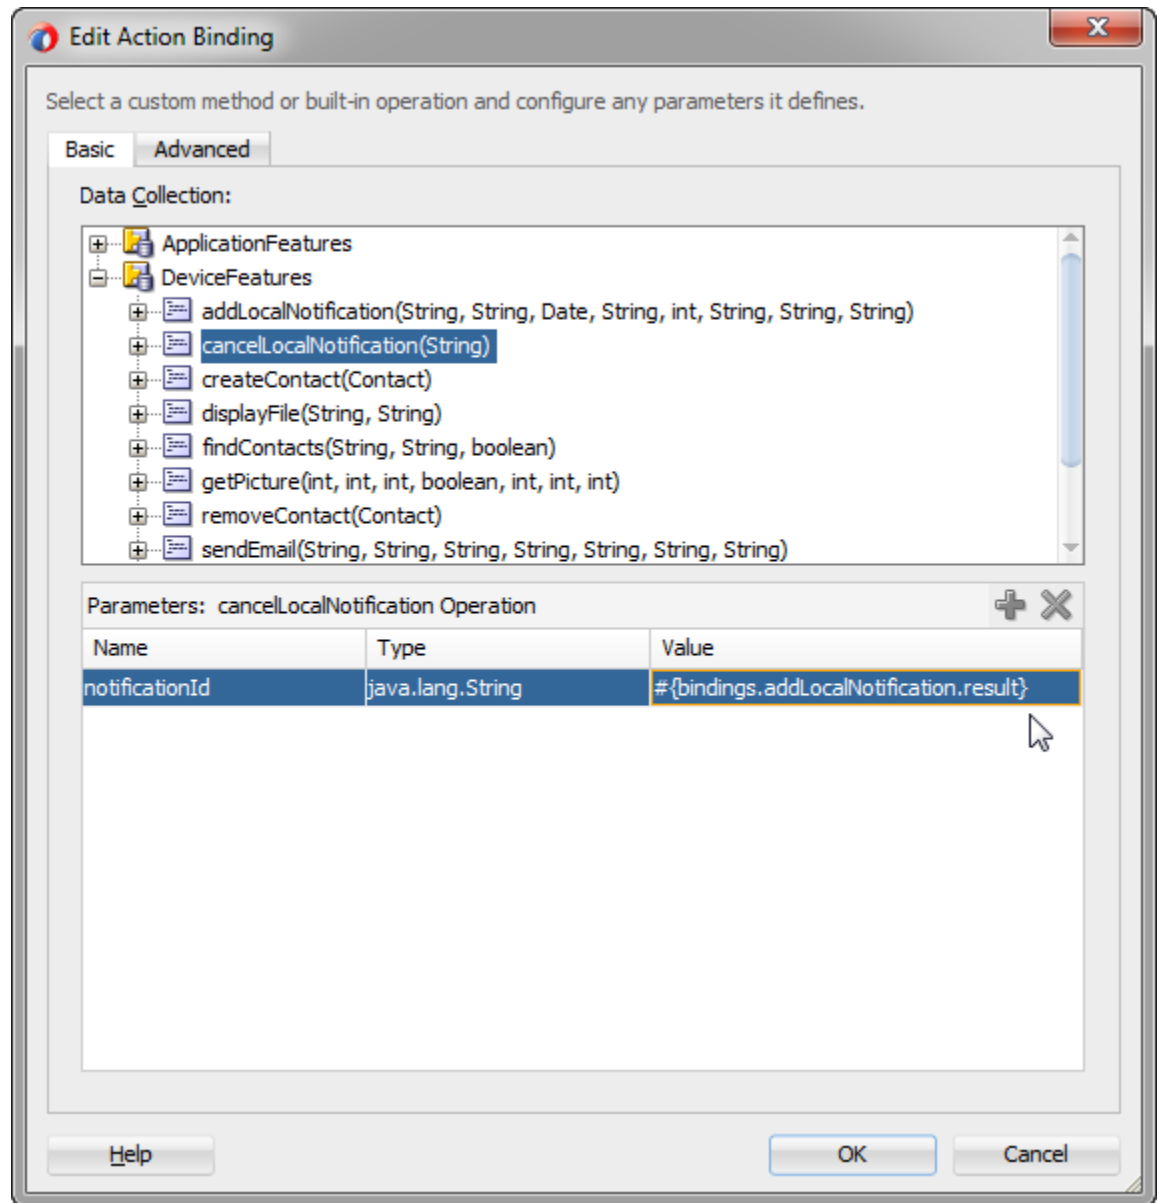 Edit Action Binding
Select a custom method or built-in operation and configure any parameters it defines.
Basic Advanced
Data Collection:
ApplicationFeatures
DeviceFeatures
addLocalNotification(String, String, Date, String, int, String, String, String)
cancelLocalNotification(String)
createContact(Contact)
displayFile(String, String)
findContacts(String, String, boolean)
getPicture(int, int, int, boolean, int, int, int)
removeContact(Contact)
sendEmail(String, String, String, String, String, String, String)
Parameters: cancelLocalNotification Operation
Name Type Value
notificationId java.lang.String #{bindings.addLocalNotification.result}
Help OK Cancel